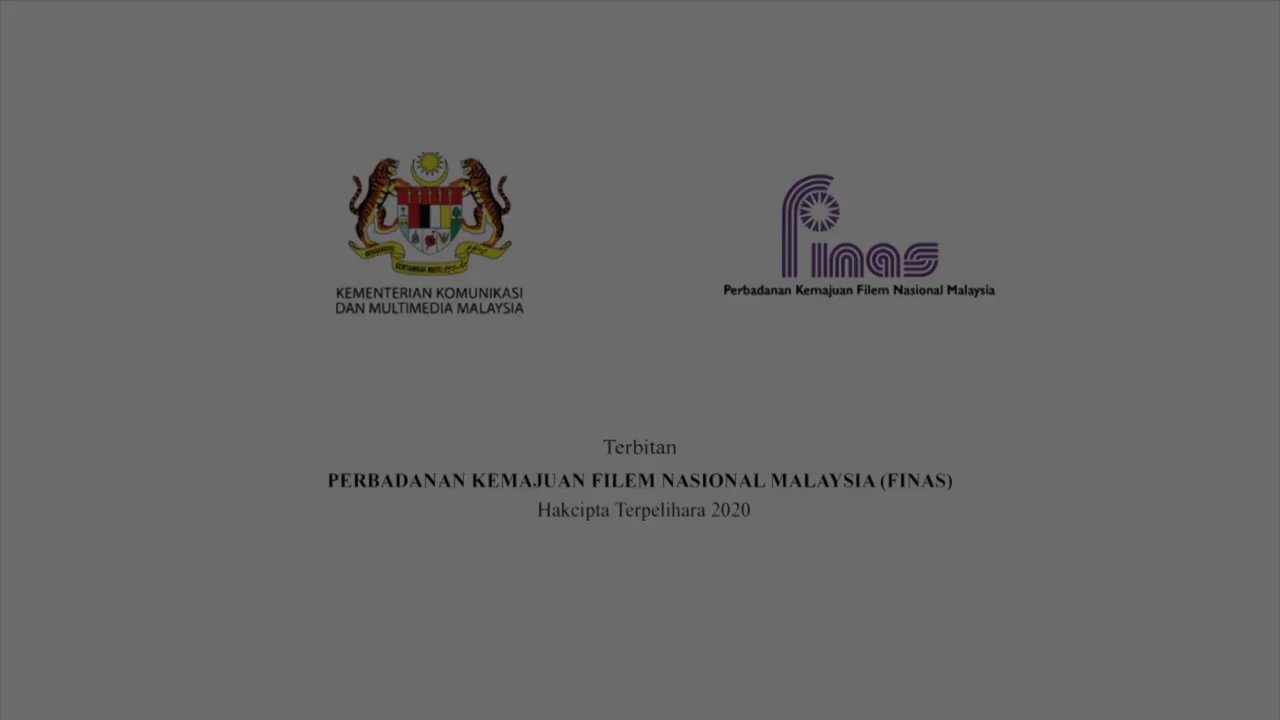 KEMENTERIAN KOMUNIKASI
DAN MULTIMEDIA MALAYSIA
Finas
Perbadanan Kemajuan Filem Nasional Malaysia
Terbitan
PERBADANAN KEMAJUAN FILEM NASIONAL MALAYSIA (FINAS)
Hakcipta Terpelihara 2020